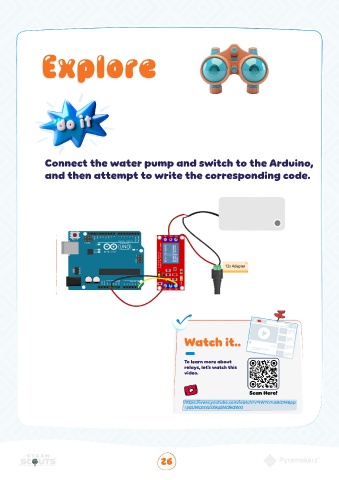 Explore
do it
Connect the water pump and switch to the Arduino,
and then attempt to write the corresponding code.
UNO
12v Adapter
Watch it..
To learn more about
relays, let's watch this
video.
Scan Here!
SCOUTS
26
Pyramakerz